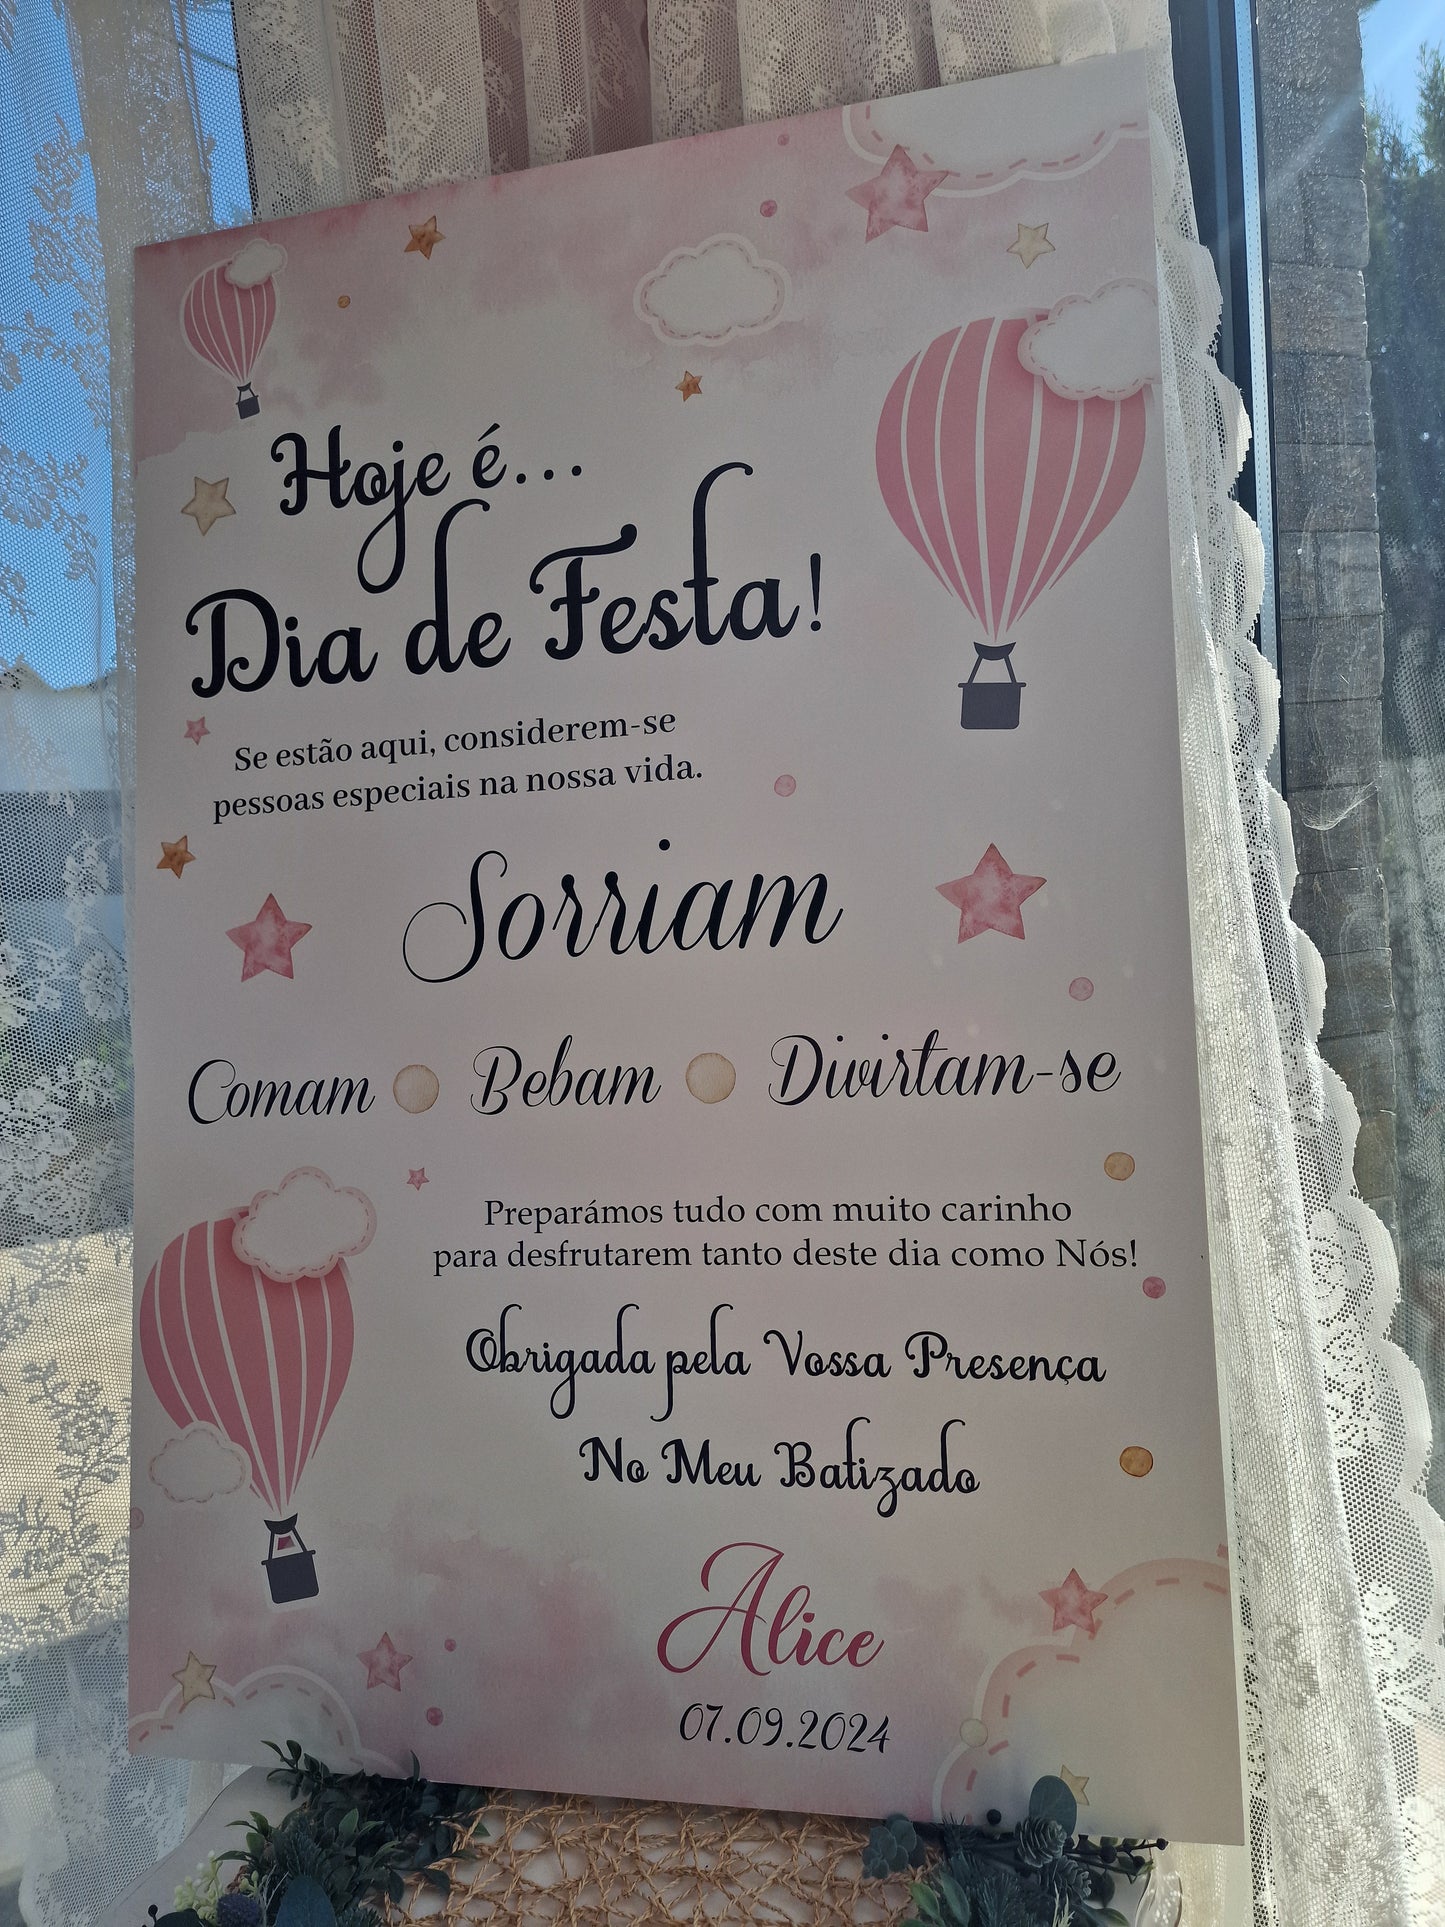 Hoje é...
Dia de Festa!
Se estão aqui, considerem-se
pessoas especiais na nossa vida.
Sorriam
Comam Bebam Divirtam-se
Preparámos tudo com muito carinho
para desfrutarem tanto deste dia como Nós!
Obrigada pela Vossa Presença
No Meu Batizado
Alice
07.09.2024